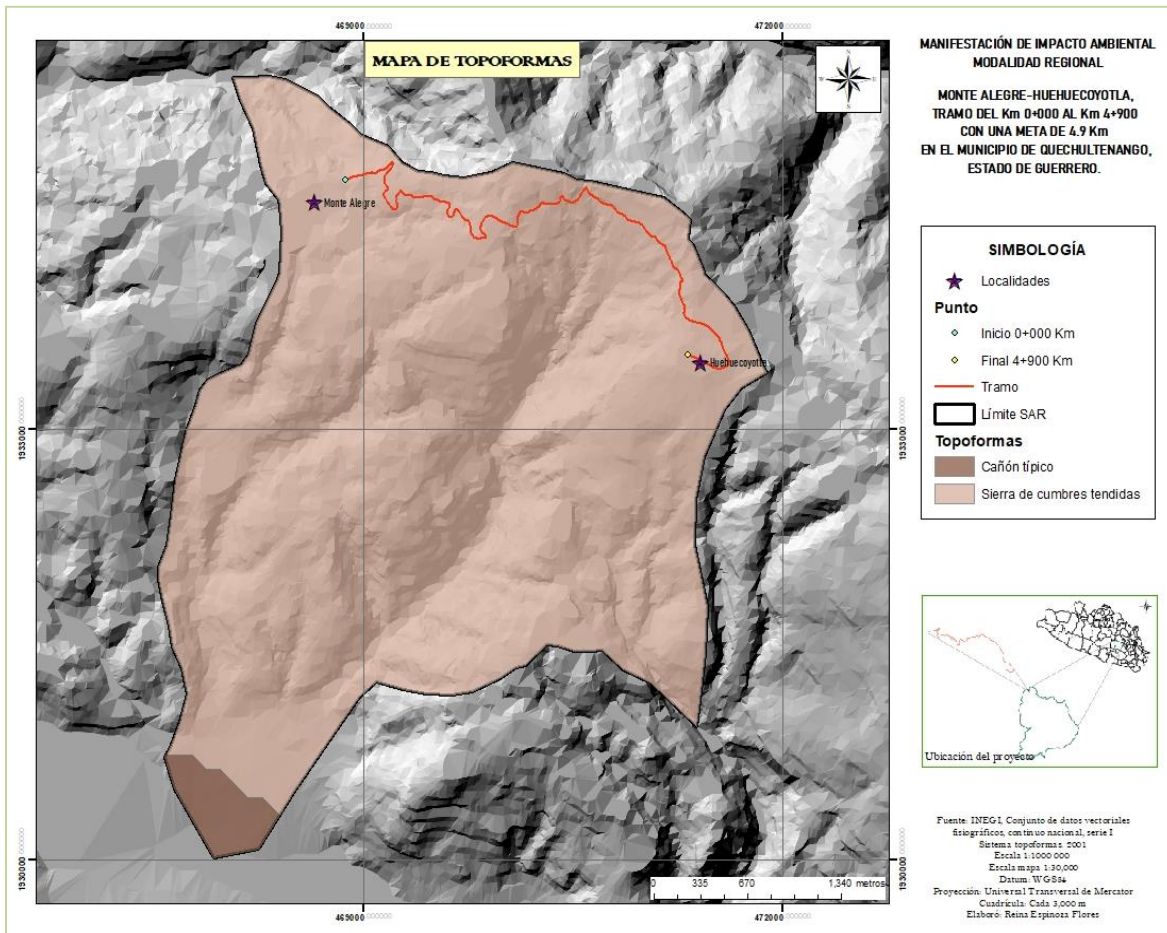 469000.000000
472000.000000
MAPA DE TOPOFORMAS
N
W
E
S
Monte Alegre
Huehuecoyotla
1933000.000000
1933000.000000
1930000.000000
1930000.000000
0 335 670 1,340 metros
469000.000000
472000.000000
MANIFESTACIÓN DE IMPACTO AMBIENTAL
MODALIDAD REGIONAL
MONTE ALEGRE-HUEHUECOYOTLA,
TRAMO DEL Km 0+000 AL Km 4+900
CON UNA META DE 4.9 Km
EN EL MUNICIPIO DE QUECHULTENANGO,
ESTADO DE GUERRERO.
SIMBOLOGÍA
Localidades
Punto
Inicio 0+000 Km
Final 4+900 Km
Tramo
Límite SAR
Topoformas
Cañón típico
Sierra de cumbres tendidas
Ubicación del proyecto
Fuente: INEGI, Conjunto de datos vectoriales
fisiográficos, continuo nacional, serie I
Sistema topoformas 2001
Escala 1:1000 000
Escala mapa 1:30,000
Datum: WGS84
Proyección: Universal Transversal de Mercator
Cuadrícula: Cada 3,000 m
Elaboró: Reina Espinoza Flores